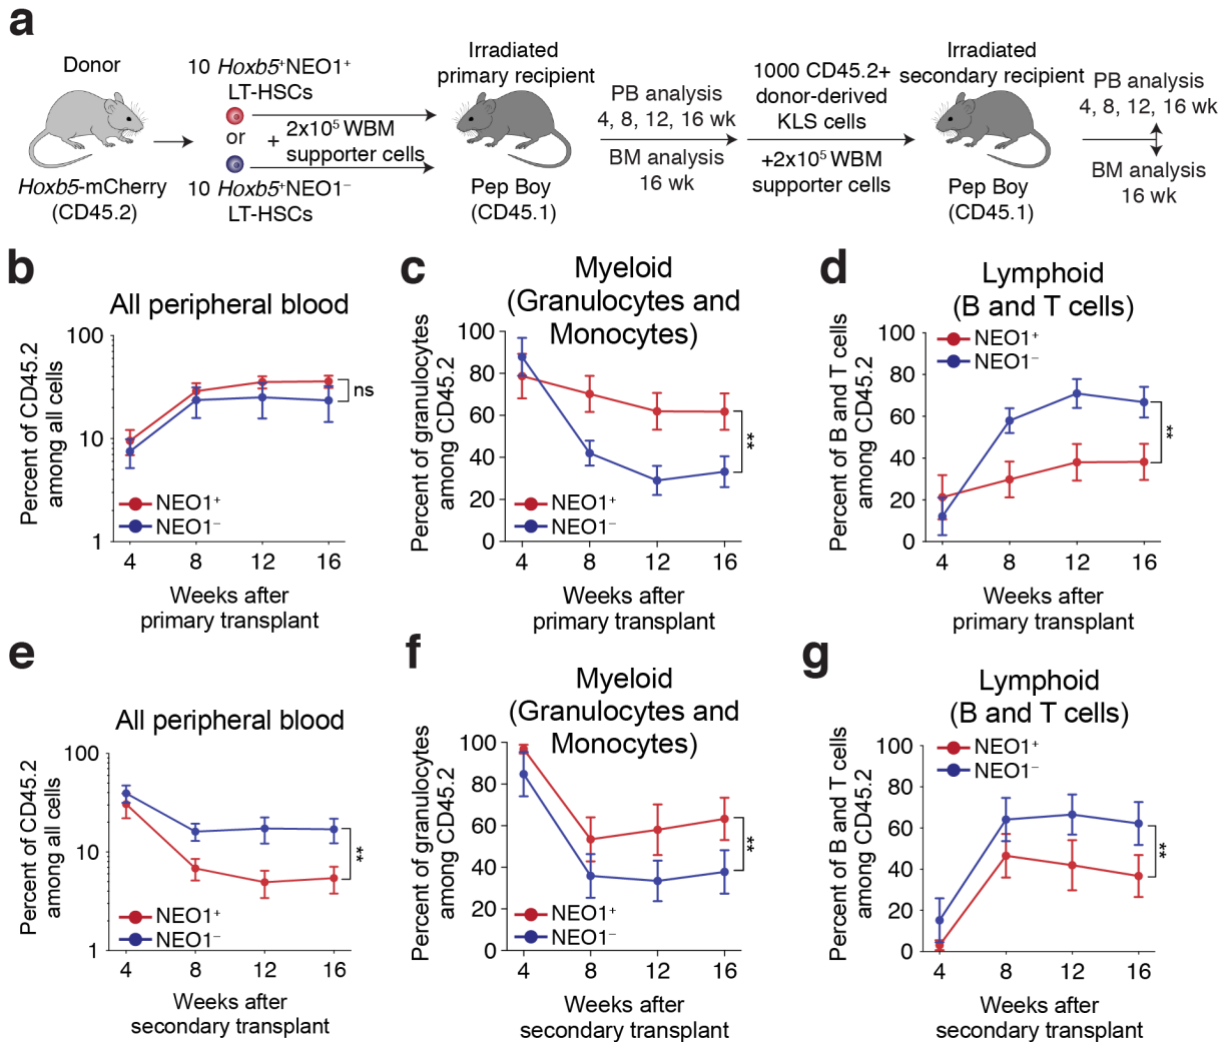 a
Donor
Hoxb5-mCherry
(CD45.2)
10 Hoxb5⁺NEO1⁺
LT-HSCs
or
+ 2x10⁵ WBM
supporter cells
10 Hoxb5⁺NEO1⁻
LT-HSCs
Irradiated
primary recipient
Pep Boy
(CD45.1)
PB analysis
4, 8, 12, 16 wk
BM analysis
16 wk
1000 CD45.2+
donor-derived
KLS cells
+2x10⁵ WBM
supporter cells
Irradiated
secondary recipient
Pep Boy
(CD45.1)
PB analysis
4, 8, 12, 16 wk
BM analysis
16 wk
b
All peripheral blood
Percent of CD45.2
among all cells
100
10
1
ns
NEO1⁺
NEO1⁻
4 8 12 16
Weeks after
primary transplant
c
Myeloid
(Granulocytes and
Monocytes)
Percent of granulocytes
among CD45.2
100
80
60
40
20
0
**
NEO1⁺
NEO1⁻
4 8 12 16
Weeks after
primary transplant
d
Lymphoid
(B and T cells)
Percent of B and T cells
among CD45.2
100
80
60
40
20
0
NEO1⁺
NEO1⁻
**
4 8 12 16
Weeks after
primary transplant
e
All peripheral blood
Percent of CD45.2
among all cells
100
10
1
**
NEO1⁺
NEO1⁻
4 8 12 16
Weeks after
secondary transplant
f
Myeloid
(Granulocytes and
Monocytes)
Percent of granulocytes
among CD45.2
100
80
60
40
20
0
**
NEO1⁺
NEO1⁻
4 8 12 16
Weeks after
secondary transplant
g
Lymphoid
(B and T cells)
Percent of B and T cells
among CD45.2
100
80
60
40
20
0
NEO1⁺
NEO1⁻
**
4 8 12 16
Weeks after
secondary transplant